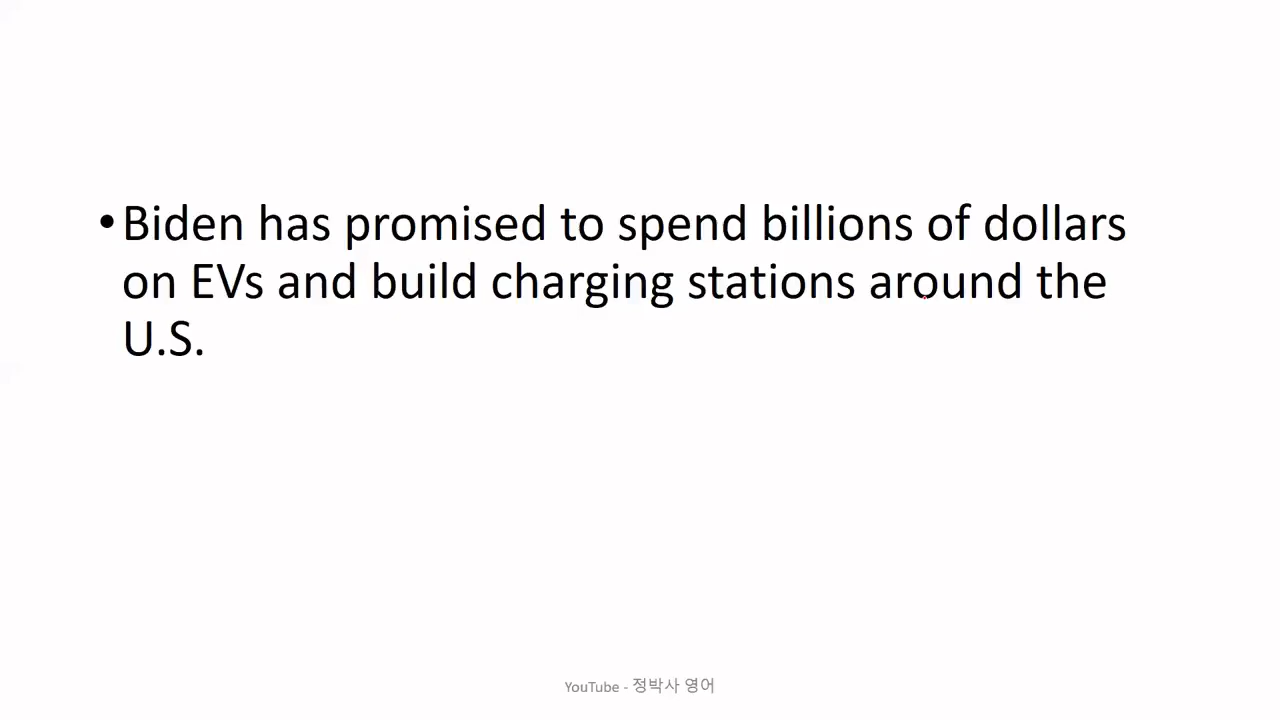 •Biden has promised to spend billions of dollars
on EVs and build charging stations around the
U.S.
YouTube - 정박사 영어